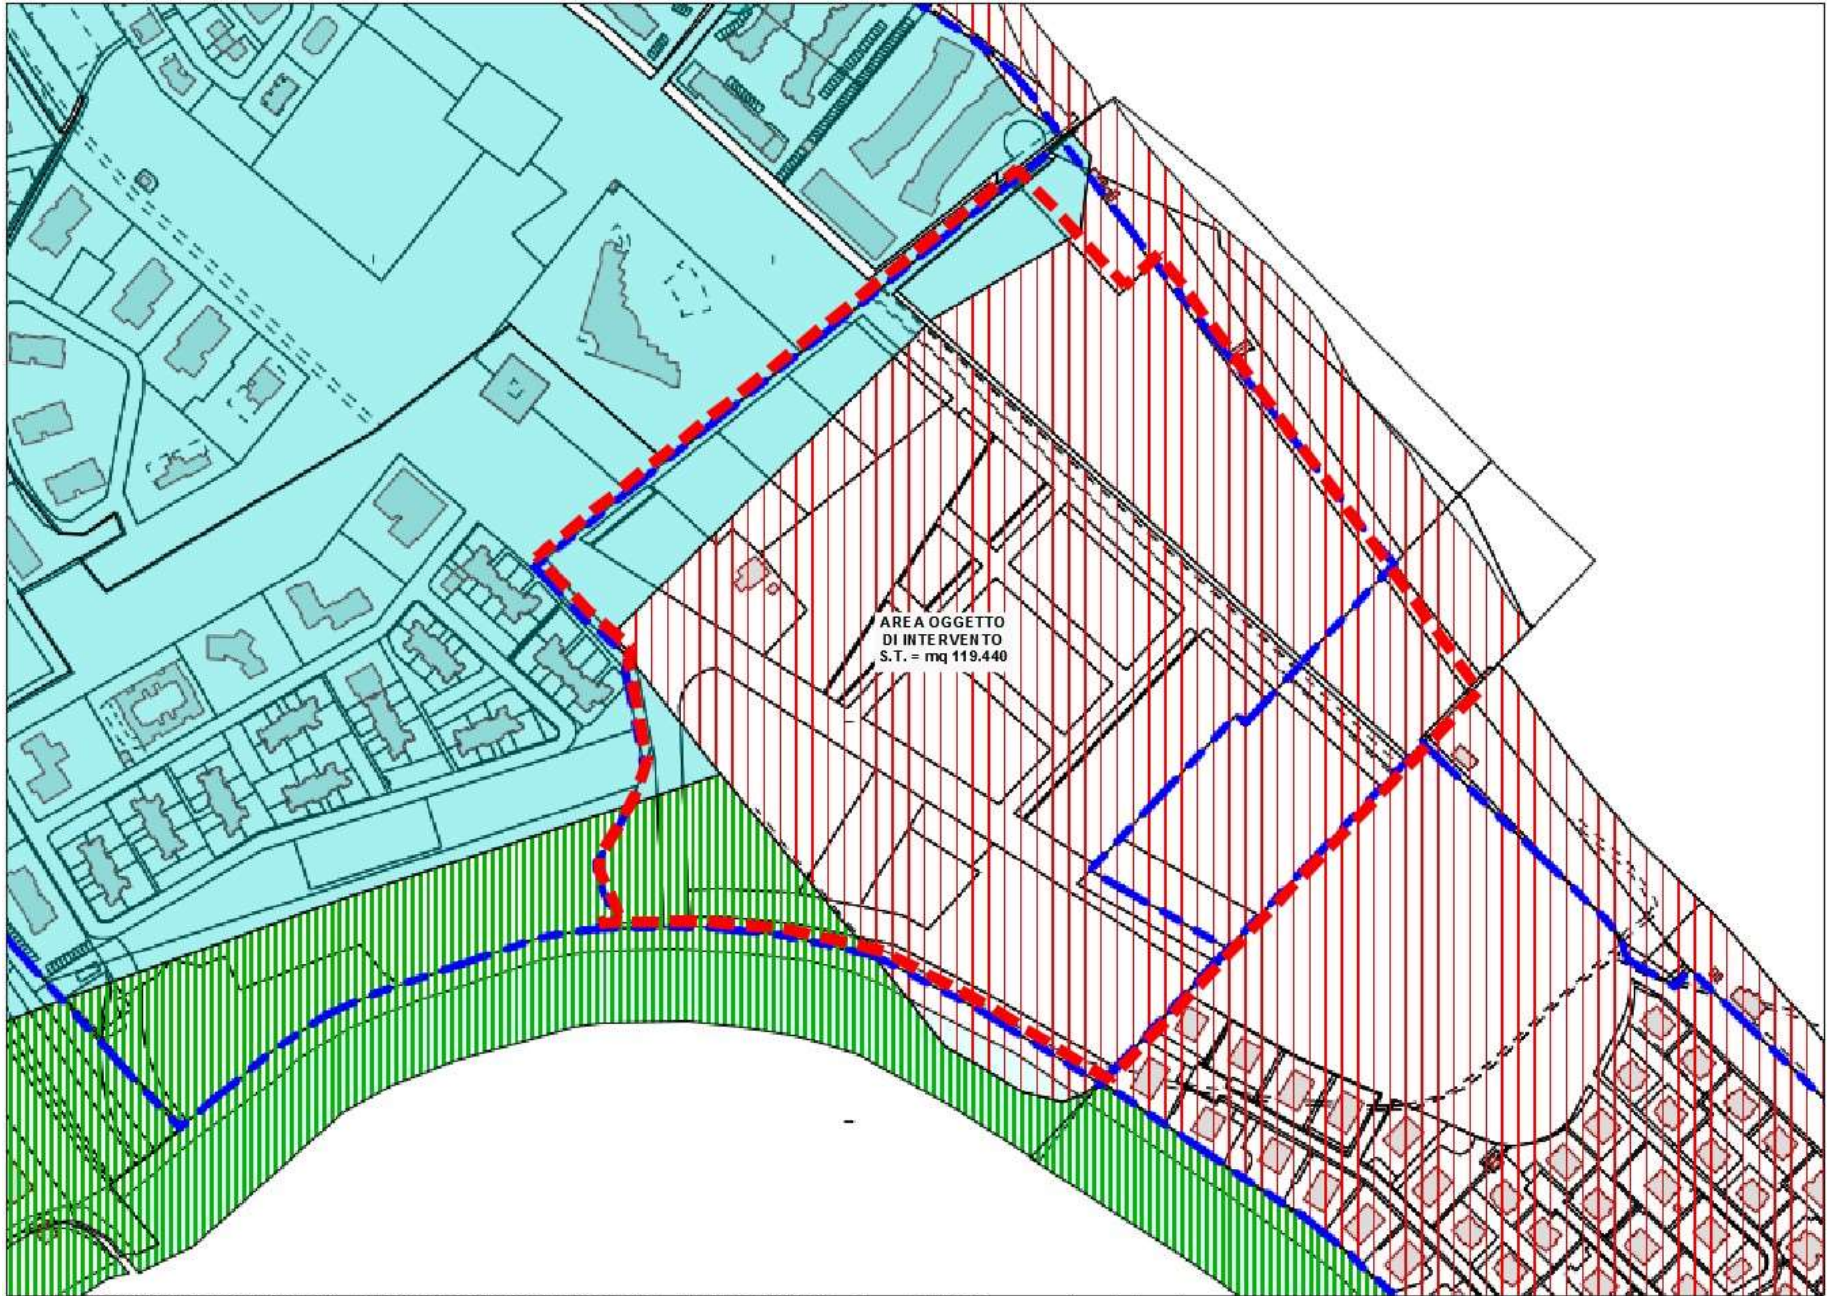 AREA OGGETTO
DI INTERVENTO
S.T. = mq 119.440